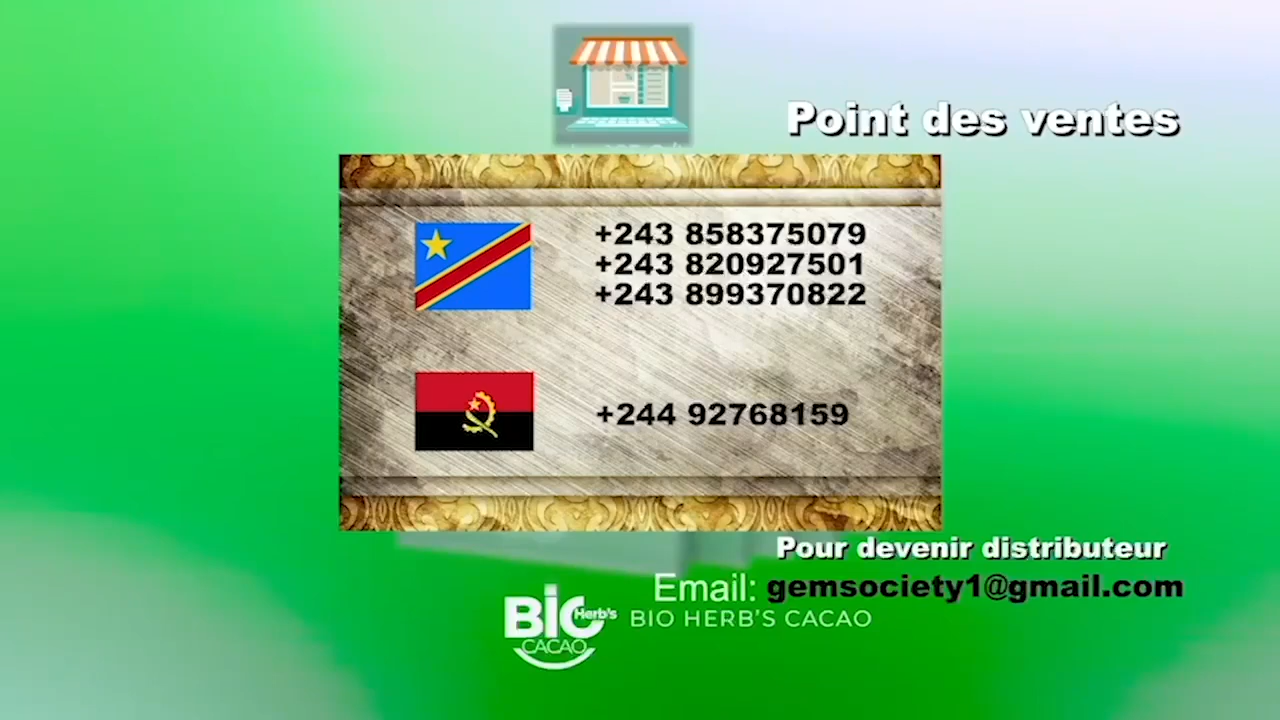 Point des ventes
+243 858375079
+243 820927501
+243 899370822
+244 92768159
Pour devenir distributeur
Email: gemsociety1@gmail.com
BIO Herb's
CACAO
BIO HERB'S CACAO